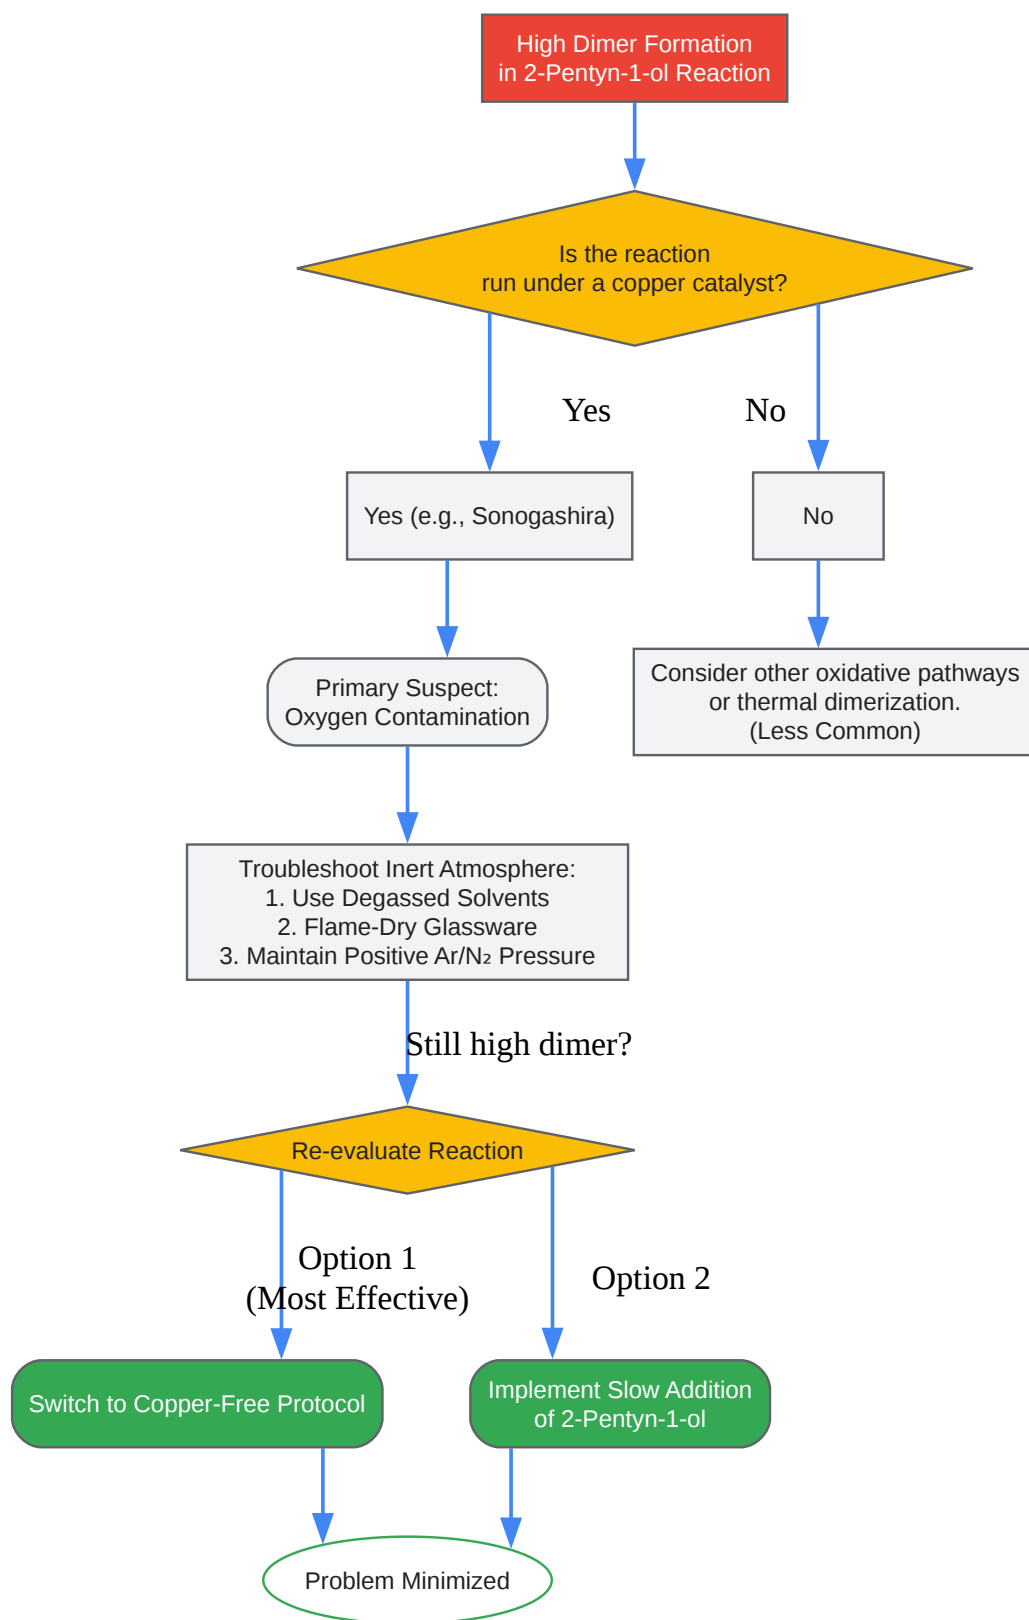 High Dimer Formation
in 2-Pentyn-1-ol Reaction
Is the reaction
run under a copper catalyst?
Yes
No
Yes (e.g., Sonogashira)
No
Primary Suspect:
Oxygen Contamination
Consider other oxidative pathways
or thermal dimerization.
(Less Common)
Troubleshoot Inert Atmosphere:
1. Use Degassed Solvents
2. Flame-Dry Glassware
3. Maintain Positive Ar/N₂ Pressure
Still high dimer?
Re-evaluate Reaction
Option 1
(Most Effective)
Option 2
Switch to Copper-Free Protocol
Implement Slow Addition
of 2-Pentyn-1-ol
Problem Minimized